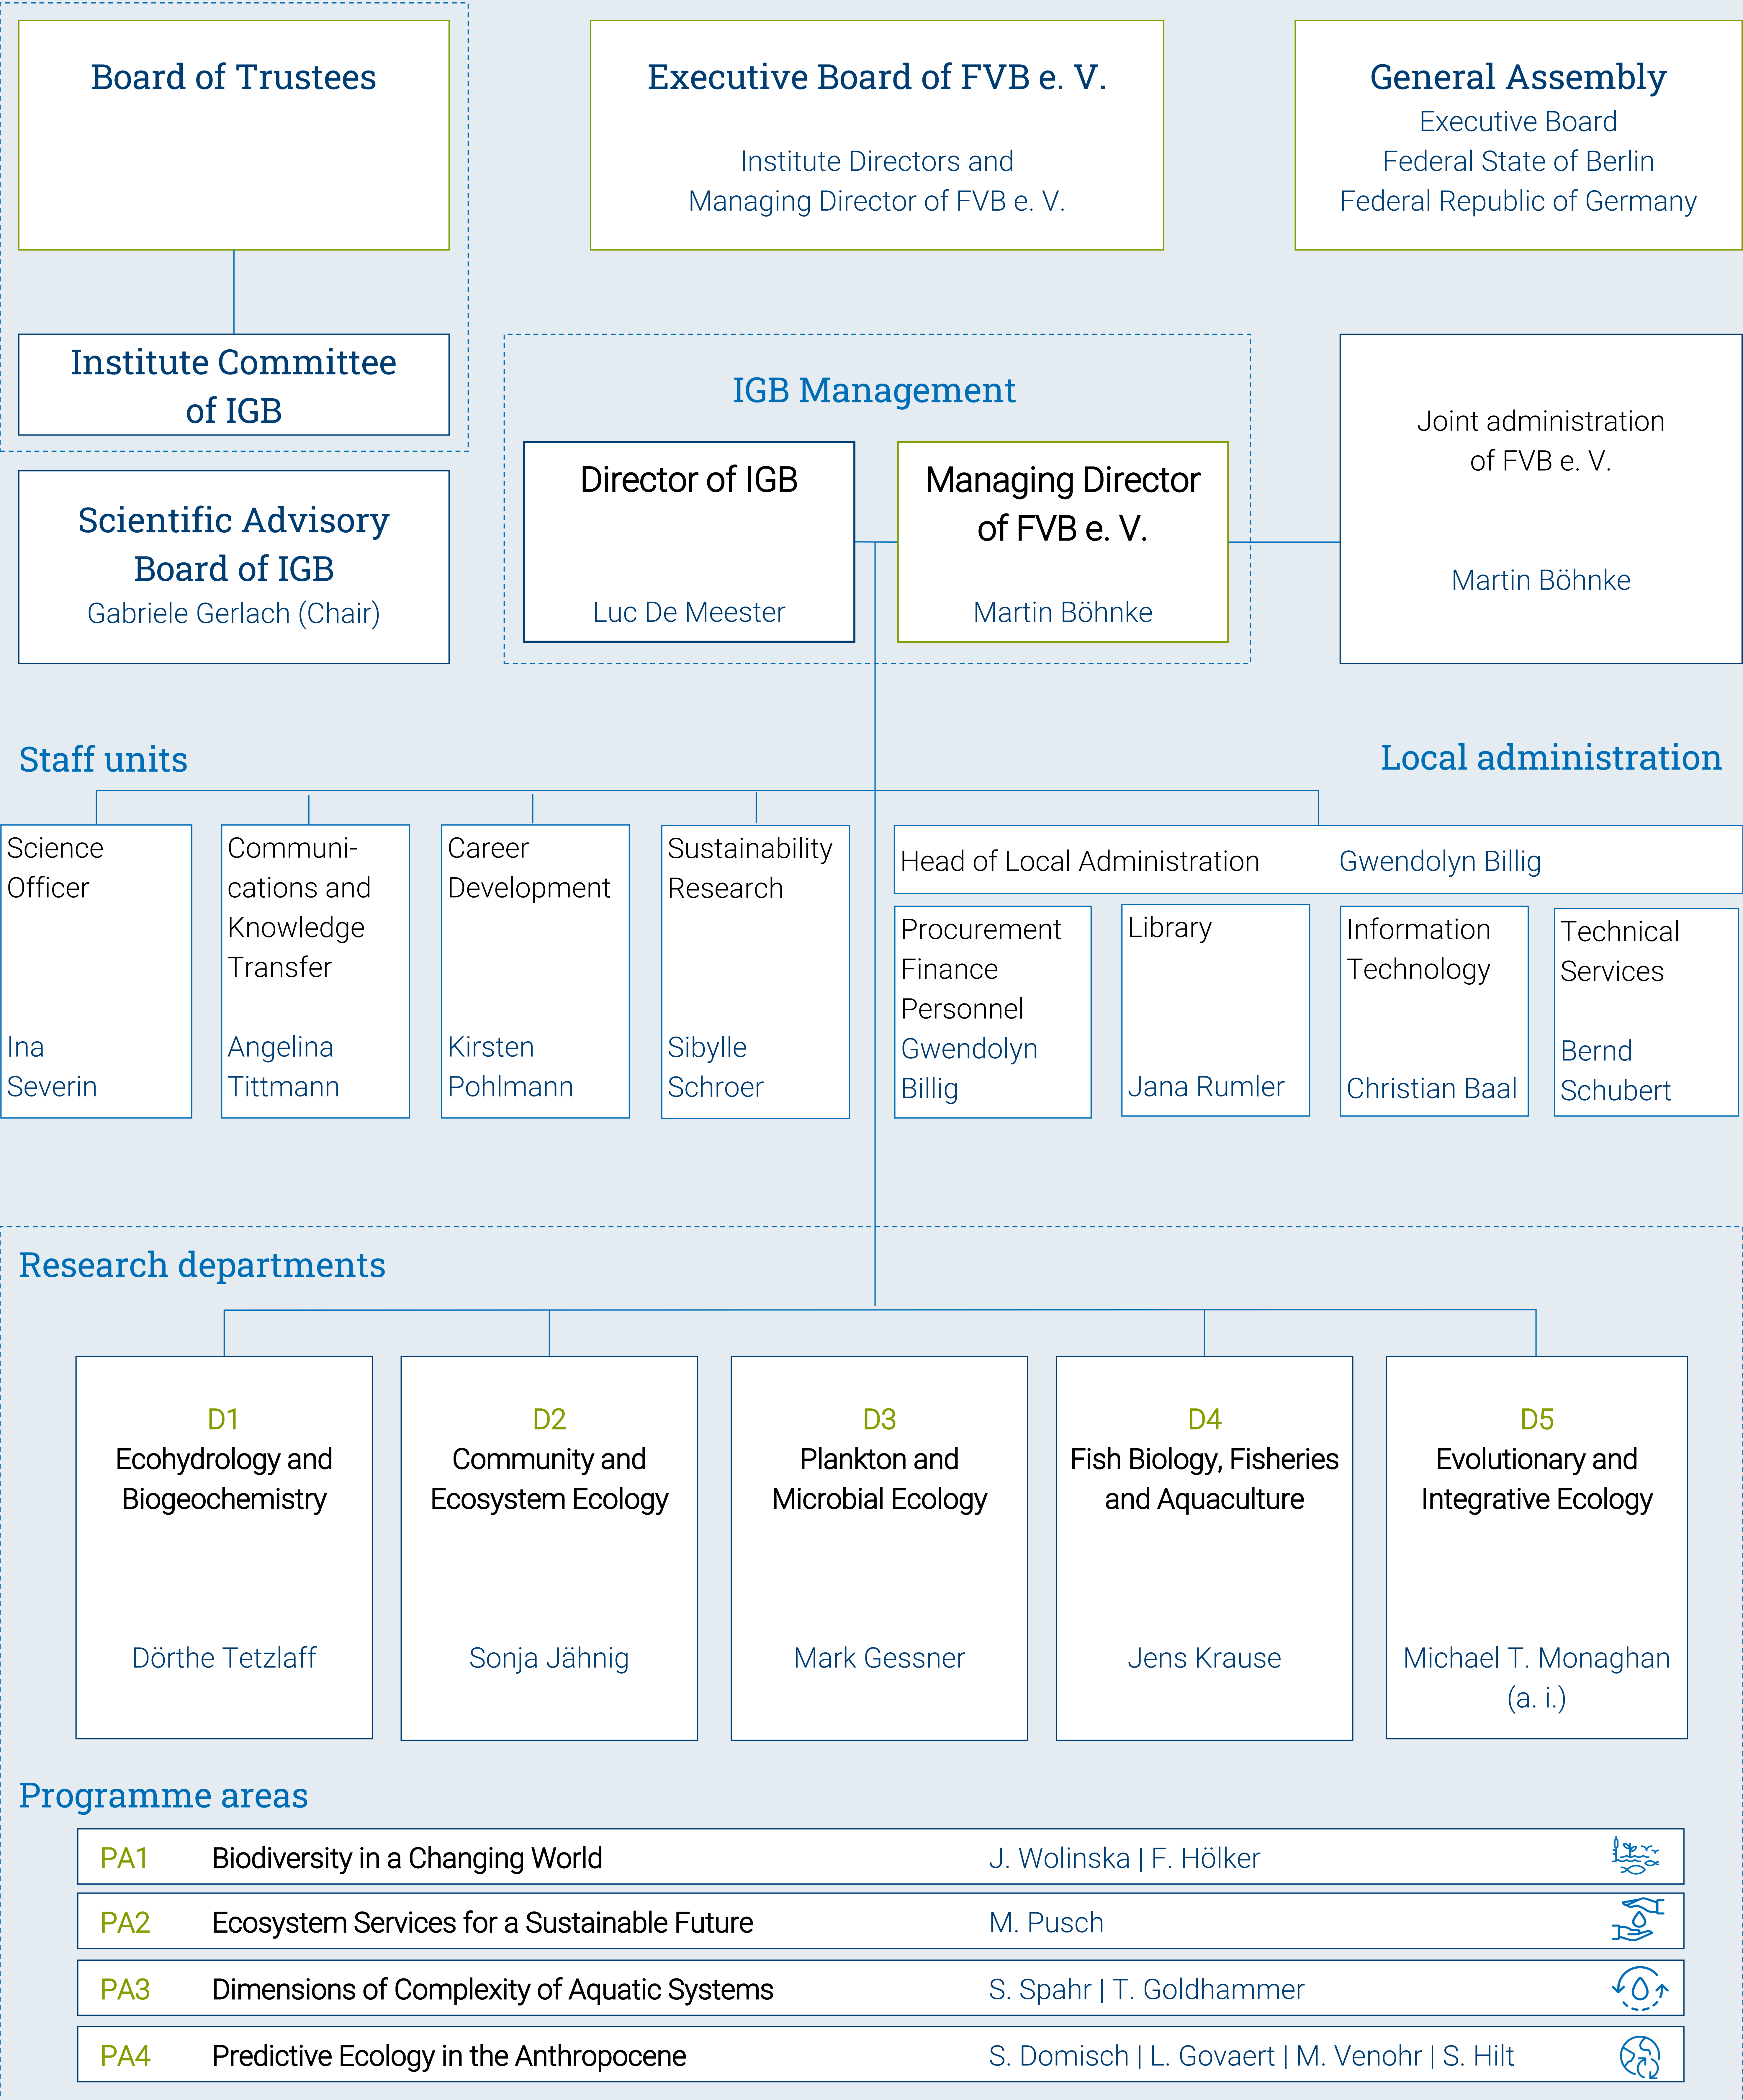 Board of Trustees
Executive Board of FVB e. V.
Institute Directors and
Managing Director of FVB e. V.
General Assembly
Executive Board
Federal State of Berlin
Federal Republic of Germany
Institute Committee
of IGB
Scientific Advisory
Board of IGB
Gabriele Gerlach (Chair)
IGB Management
Director of IGB
Luc De Meester
Managing Director
of FVB e. V.
Martin Böhnke
Joint administration
of FVB e. V.
Martin Böhnke
Staff units
Local administration
Science
Officer
Ina
Severin
Communi-
cations and
Knowledge
Transfer
Angelina
Tittmann
Career
Development
Kirsten
Pohlmann
Sustainability
Research
Sibylle
Schroer
Head of Local Administration Gwendolyn Billig
Procurement
Finance
Personnel
Gwendolyn
Billig
Library
Jana Rumler
Information
Technology
Christian Baal
Technical
Services
Bernd
Schubert
Research departments
D1
Ecohydrology and
Biogeochemistry
Dörthe Tetzlaff
D2
Community and
Ecosystem Ecology
Sonja Jähnig
D3
Plankton and
Microbial Ecology
Mark Gessner
D4
Fish Biology, Fisheries
and Aquaculture
Jens Krause
D5
Evolutionary and
Integrative Ecology
Michael T. Monaghan
(a. i.)
Programme areas
PA1 Biodiversity in a Changing World J. Wolinska | F. Hölker
PA2 Ecosystem Services for a Sustainable Future M. Pusch
PA3 Dimensions of Complexity of Aquatic Systems S. Spahr | T. Goldhammer
PA4 Predictive Ecology in the Anthropocene S. Domisch | L. Govaert | M. Venohr | S. Hilt